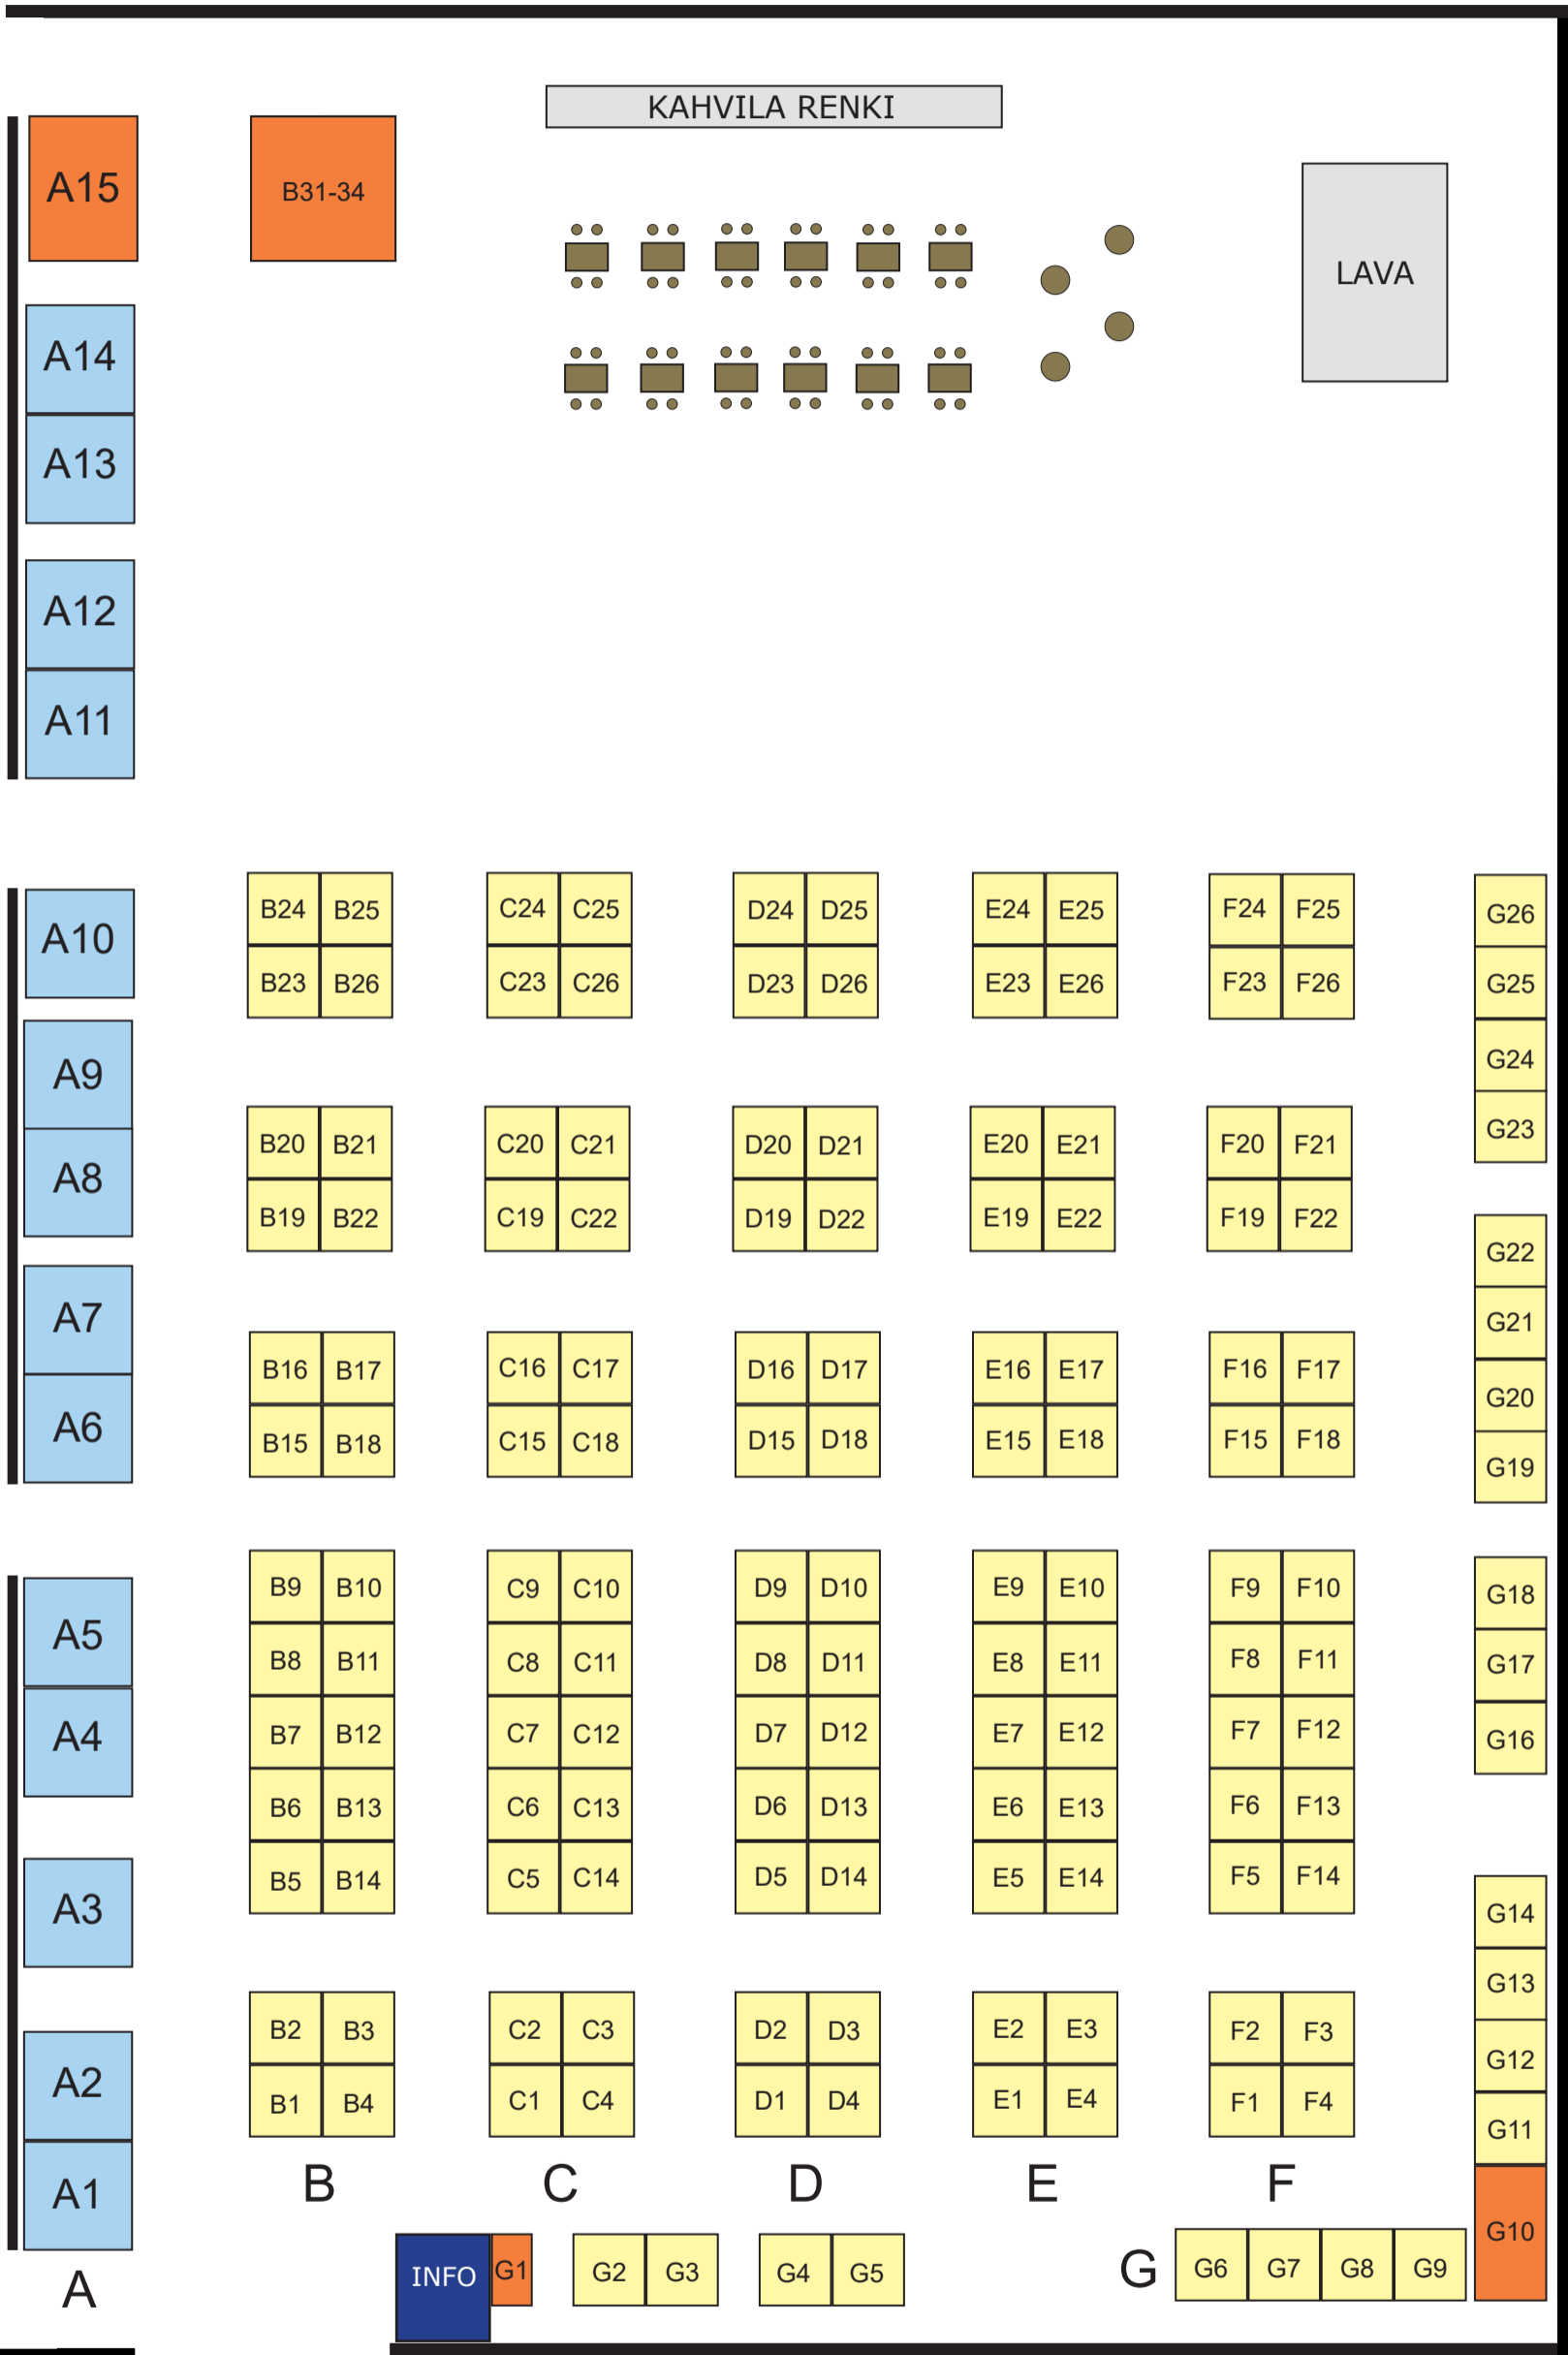 KAHVILA RENKI
A15
B31-34
LAVA
A14
A13
A12
A11
A10
B24 B25 C24 C25 D24 D25 E24 E25 F24 F25 G26
B23 B26 C23 C26 D23 D26 E23 E26 F23 F26 G25
A9
G24
B20 B21 C20 C21 D20 D21 E20 E21 F20 F21 G23
A8
B19 B22 C19 C22 D19 D22 E19 E22 F19 F22
G22
A7
G21
B16 B17 C16 C17 D16 D17 E16 E17 F16 F17
G20
A6
B15 B18 C15 C18 D15 D18 E15 E18 F15 F18
G19
B9 B10 C9 C10 D9 D10 E9 E10 F9 F10 G18
A5
B8 B11 C8 C11 D8 D11 E8 E11 F8 F11 G17
A4
B7 B12 C7 C12 D7 D12 E7 E12 F7 F12 G16
B6 B13 C6 C13 D6 D13 E6 E13 F6 F13
B5 B14 C5 C14 D5 D14 E5 E14 F5 F14
A3
G14
G13
B2 B3 C2 C3 D2 D3 E2 E3 F2 F3
G12
A2
B1 B4 C1 C4 D1 D4 E1 E4 F1 F4
G11
A1
B C D E F
G10
INFO G1 G2 G3 G4 G5 G G6 G7 G8 G9
A